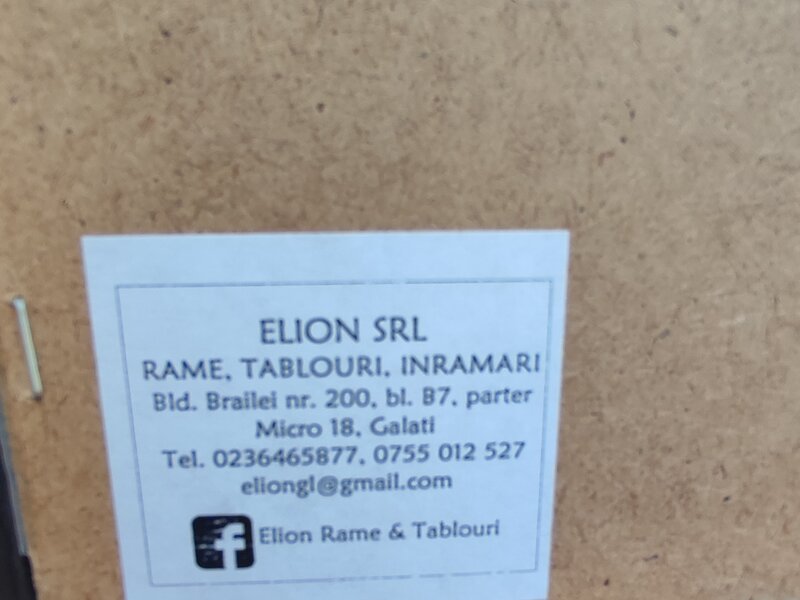 ELION SRL
RAME, TABLOURI, INRAMARI
Bld. Brailei nr. 200, bl. B7, parter
Micro 18, Galati
Tel. 0236465877, 0755 012 527
eliongl@gmail.com
f Elion Rame & Tablouri